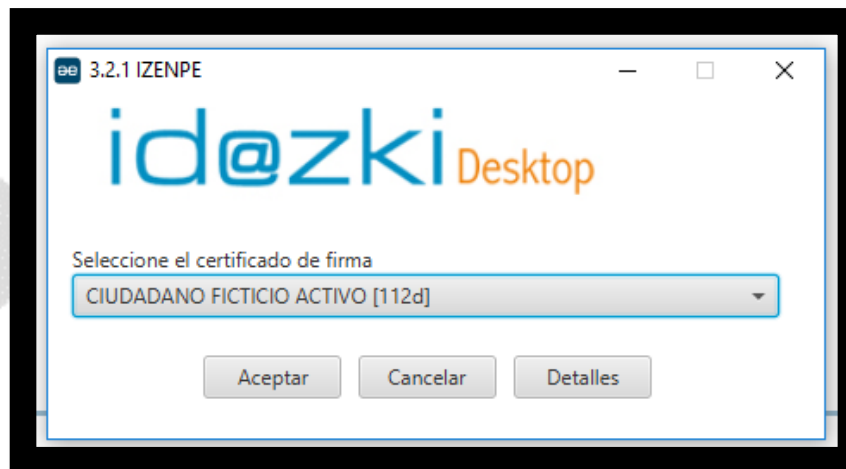 3.2.1 IZENPE
id@zki Desktop
Seleccione el certificado de firma
CIUDADANO FICTICIO ACTIVO [112d]
Aceptar Cancelar Detalles